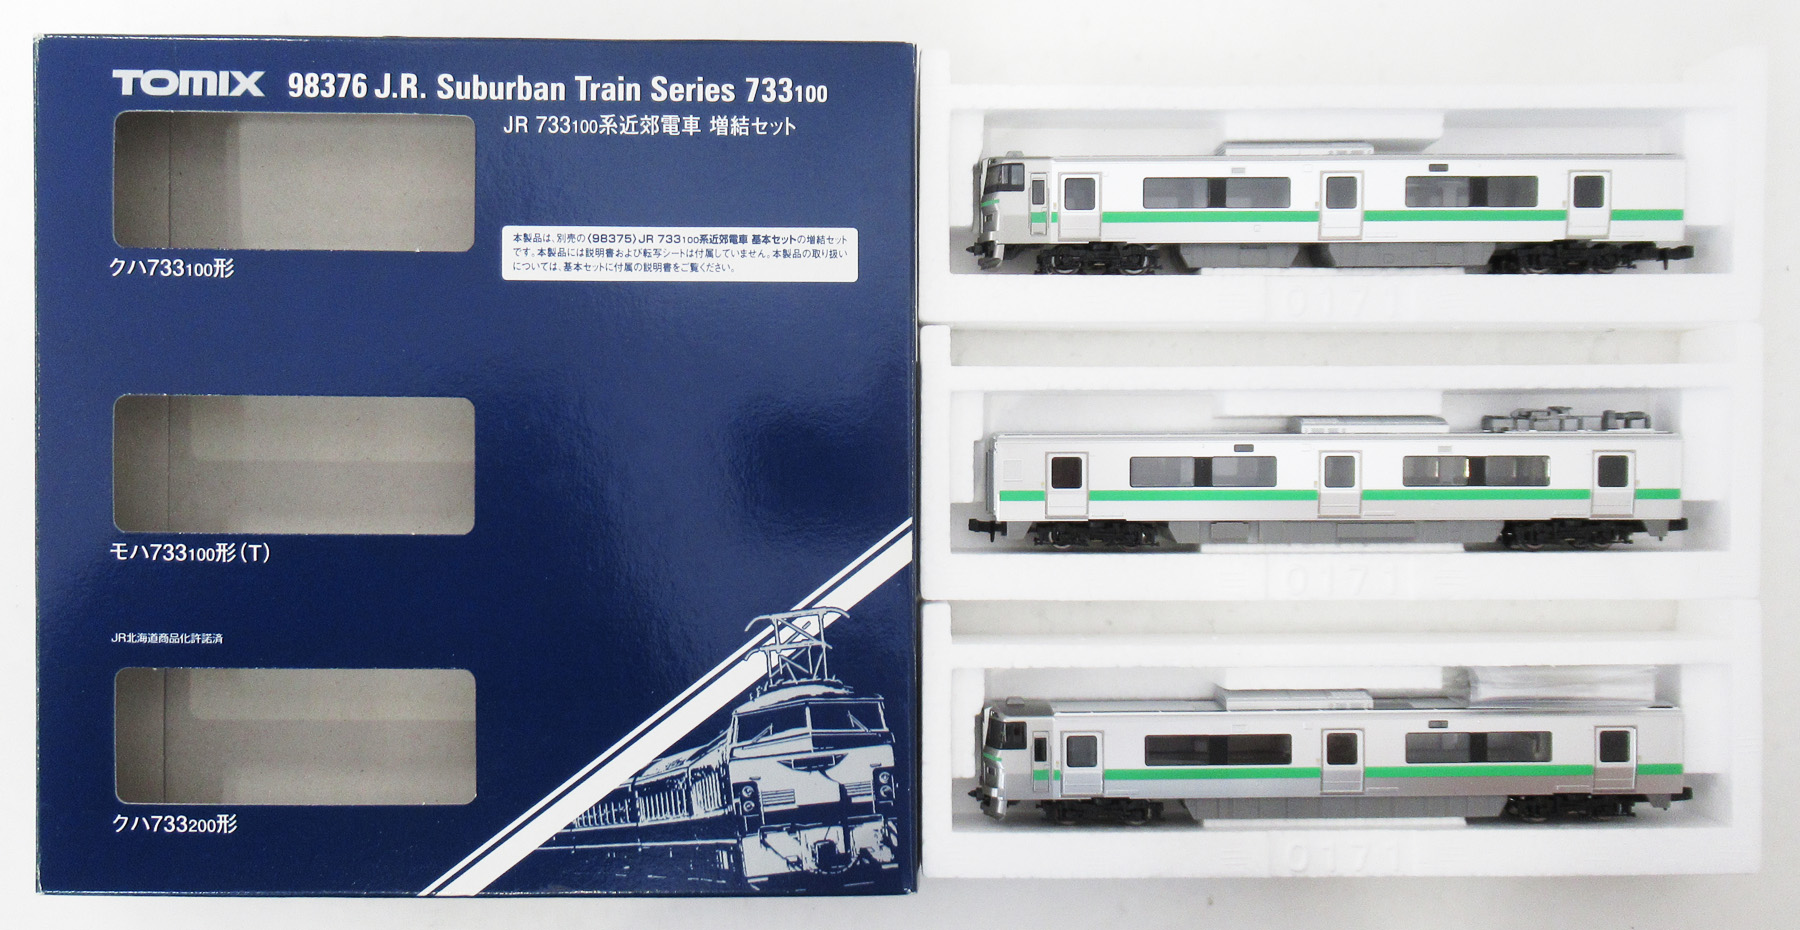 TOMIX 98376 J.R. Suburban Train Series 733100
JR 733100系近郊電車 増結セット
本製品は、別売の〈98375〉JR 733100系近郊電車 基本セットの増結セット
です。本製品には説明書および転写シートは付属していません。本製品の取り扱い
については、基本セットに付属の説明書をご覧ください。
クハ733100形
モハ733100形(T)
JR北海道商品化許諾済
クハ733200形
0171
0171
0171